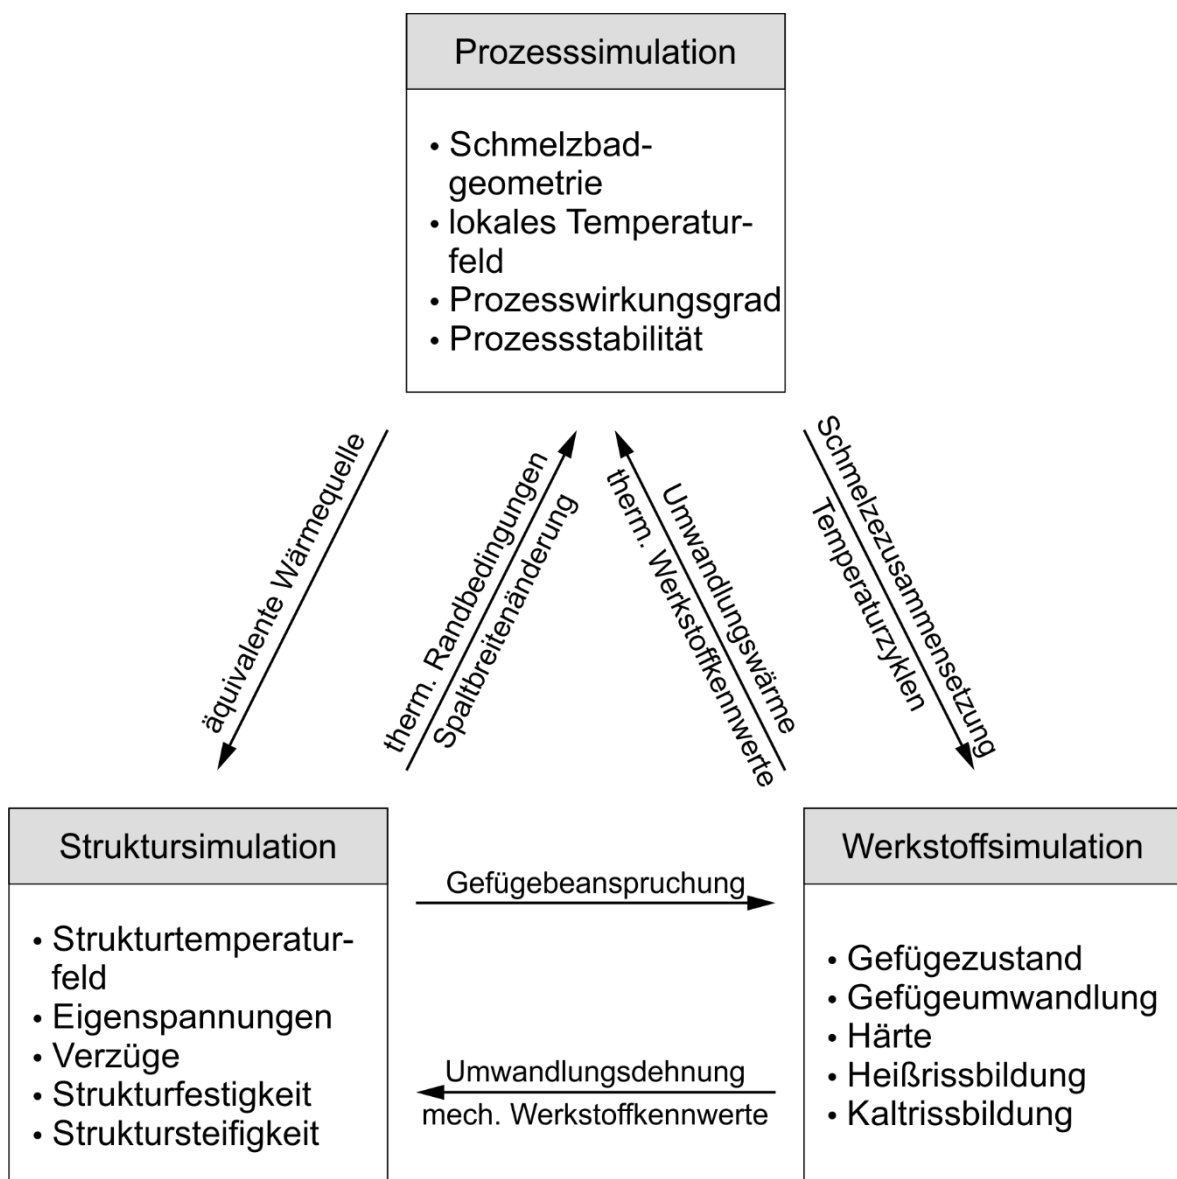 Prozesssimulation
• Schmelzbad-
geometrie
• lokales Temperatur-
feld
• Prozesswirkungsgrad
• Prozessstabilität
äquivalente Wärmequelle
therm. Randbedingungen
Spaltbreitenänderung
Umwandlungswärme
therm. Werkstoffkennwerte
Schmelzezusammensetzung
Temperaturzyklen
Struktursimulation
• Strukturtemperatur-
feld
• Eigenspannungen
• Verzüge
• Strukturfestigkeit
• Struktursteifigkeit
Gefügebeanspruchung
Umwandlungsdehnung
mech. Werkstoffkennwerte
Werkstoffsimulation
• Gefügezustand
• Gefügeumwandlung
• Härte
• Heißrissbildung
• Kaltrissbildung